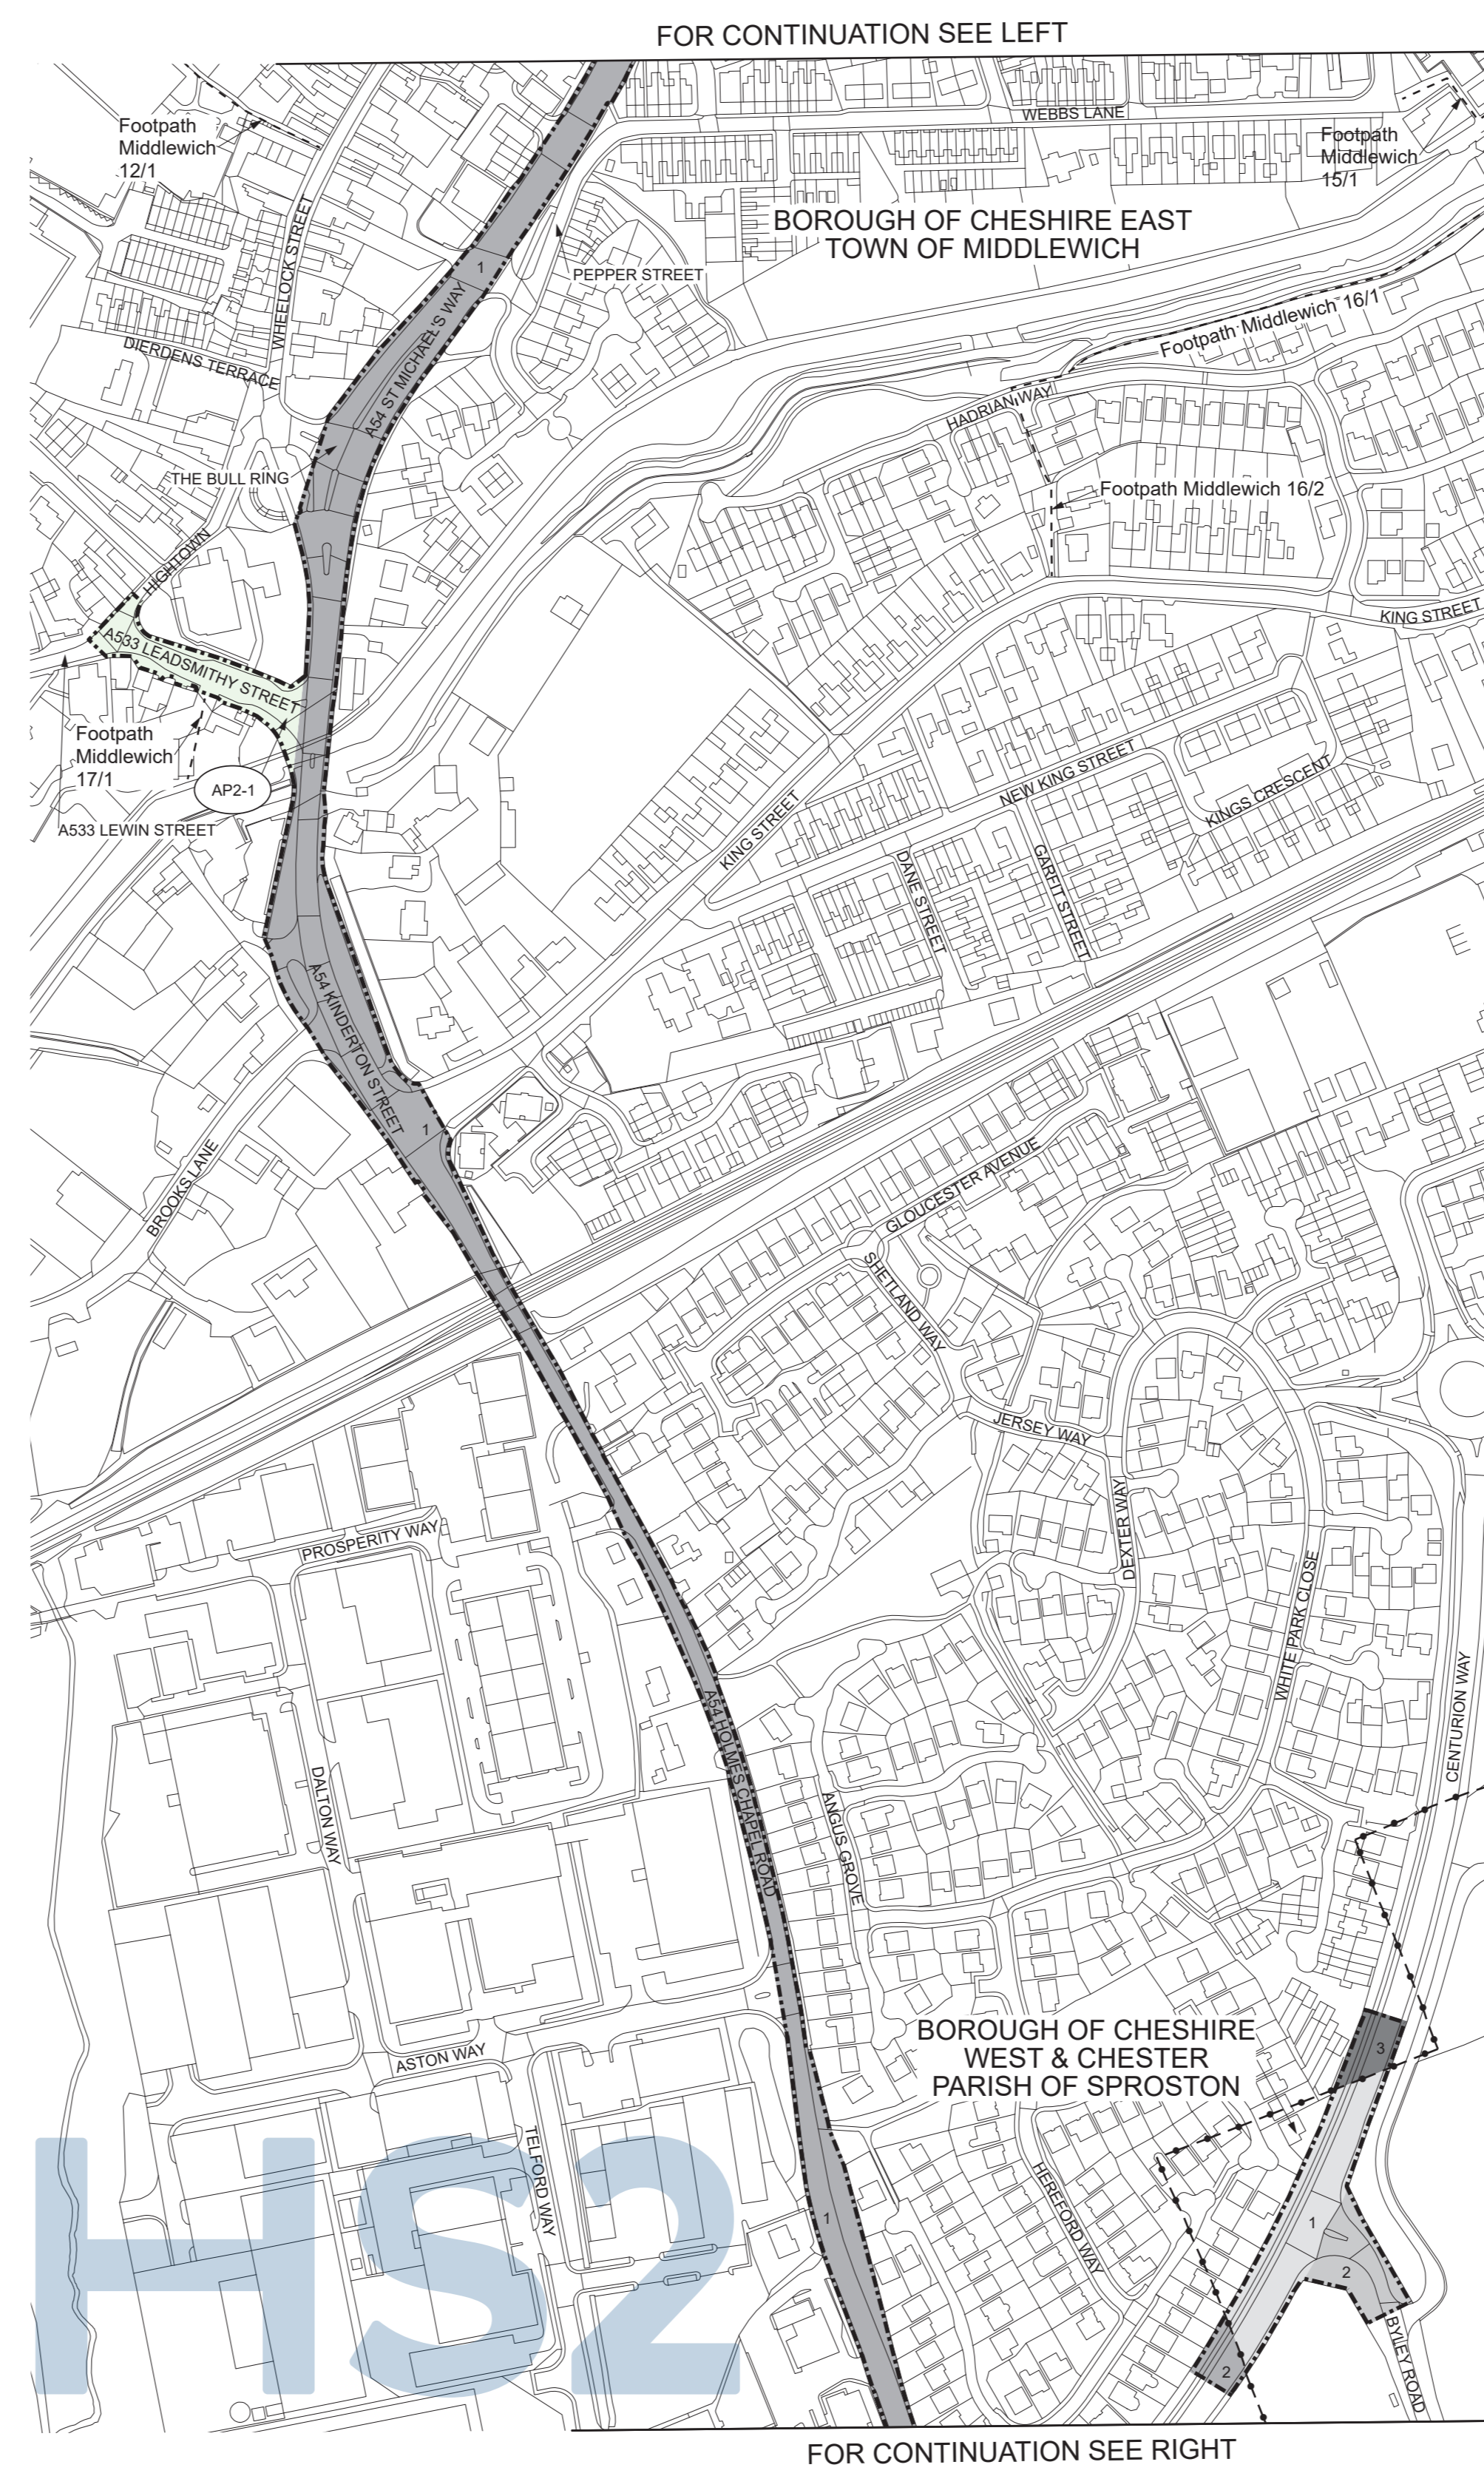 FOR CONTINUATION SEE LEFT
WEBBS LANE
Footpath
Middlewich
12/1
Footpath
Middlewich
15/1
BOROUGH OF CHESHIRE EAST
TOWN OF MIDDLEWICH
WHEELOCK STREET
1
PEPPER STREET
A54 ST MICHAEL'S WAY
Footpath Middlewich 16/1
DIERDENS TERRACE
HADRIAN WAY
THE BULL RING
Footpath Middlewich 16/2
HIGHTOWN
KING STREET
A533 LEADSMITHY STREET
Footpath
Middlewich
17/1
AP2-1
A533 LEWIN STREET
NEW KING STREET
KINGS CRESCENT
KING STREET
DANE STREET
GARFIT STREET
A54 KINDERTON STREET
1
BROOKS LANE
GLOUCESTER AVENUE
SHETLAND WAY
JERSEY WAY
DEXTER WAY
PROSPERITY WAY
WHITE PARK CLOSE
CENTURION WAY
A54 HOLMES CHAPEL ROAD
DALTON WAY
ANGUS GROVE
BOROUGH OF CHESHIRE
WEST & CHESTER
PARISH OF SPROSTON
3
ASTON WAY
TELFORD WAY
HEREFORD WAY
1
1
2
2
BYLEY ROAD
HS2
FOR CONTINUATION SEE RIGHT